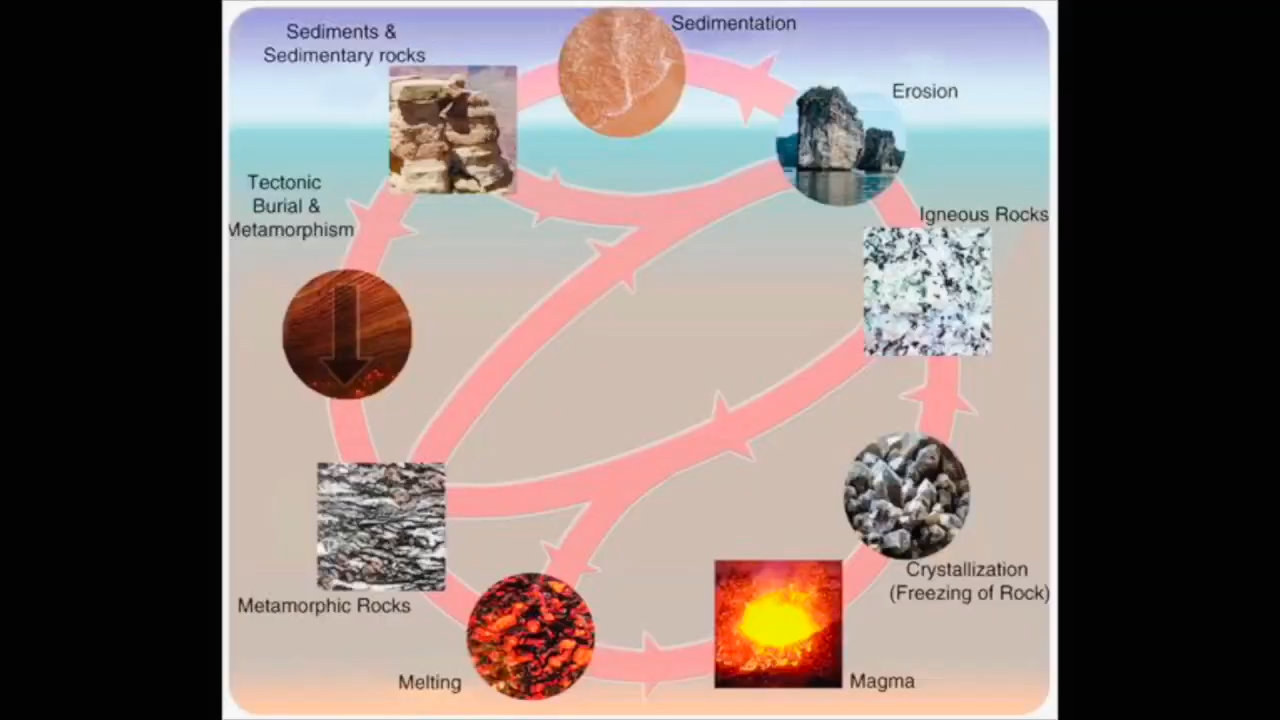 Sedimentation
Sediments &
Sedimentary rocks
Erosion
Tectonic
Burial &
Metamorphism
Igneous Rocks
Crystallization
(Freezing of Rock)
Metamorphic Rocks
Melting
Magma